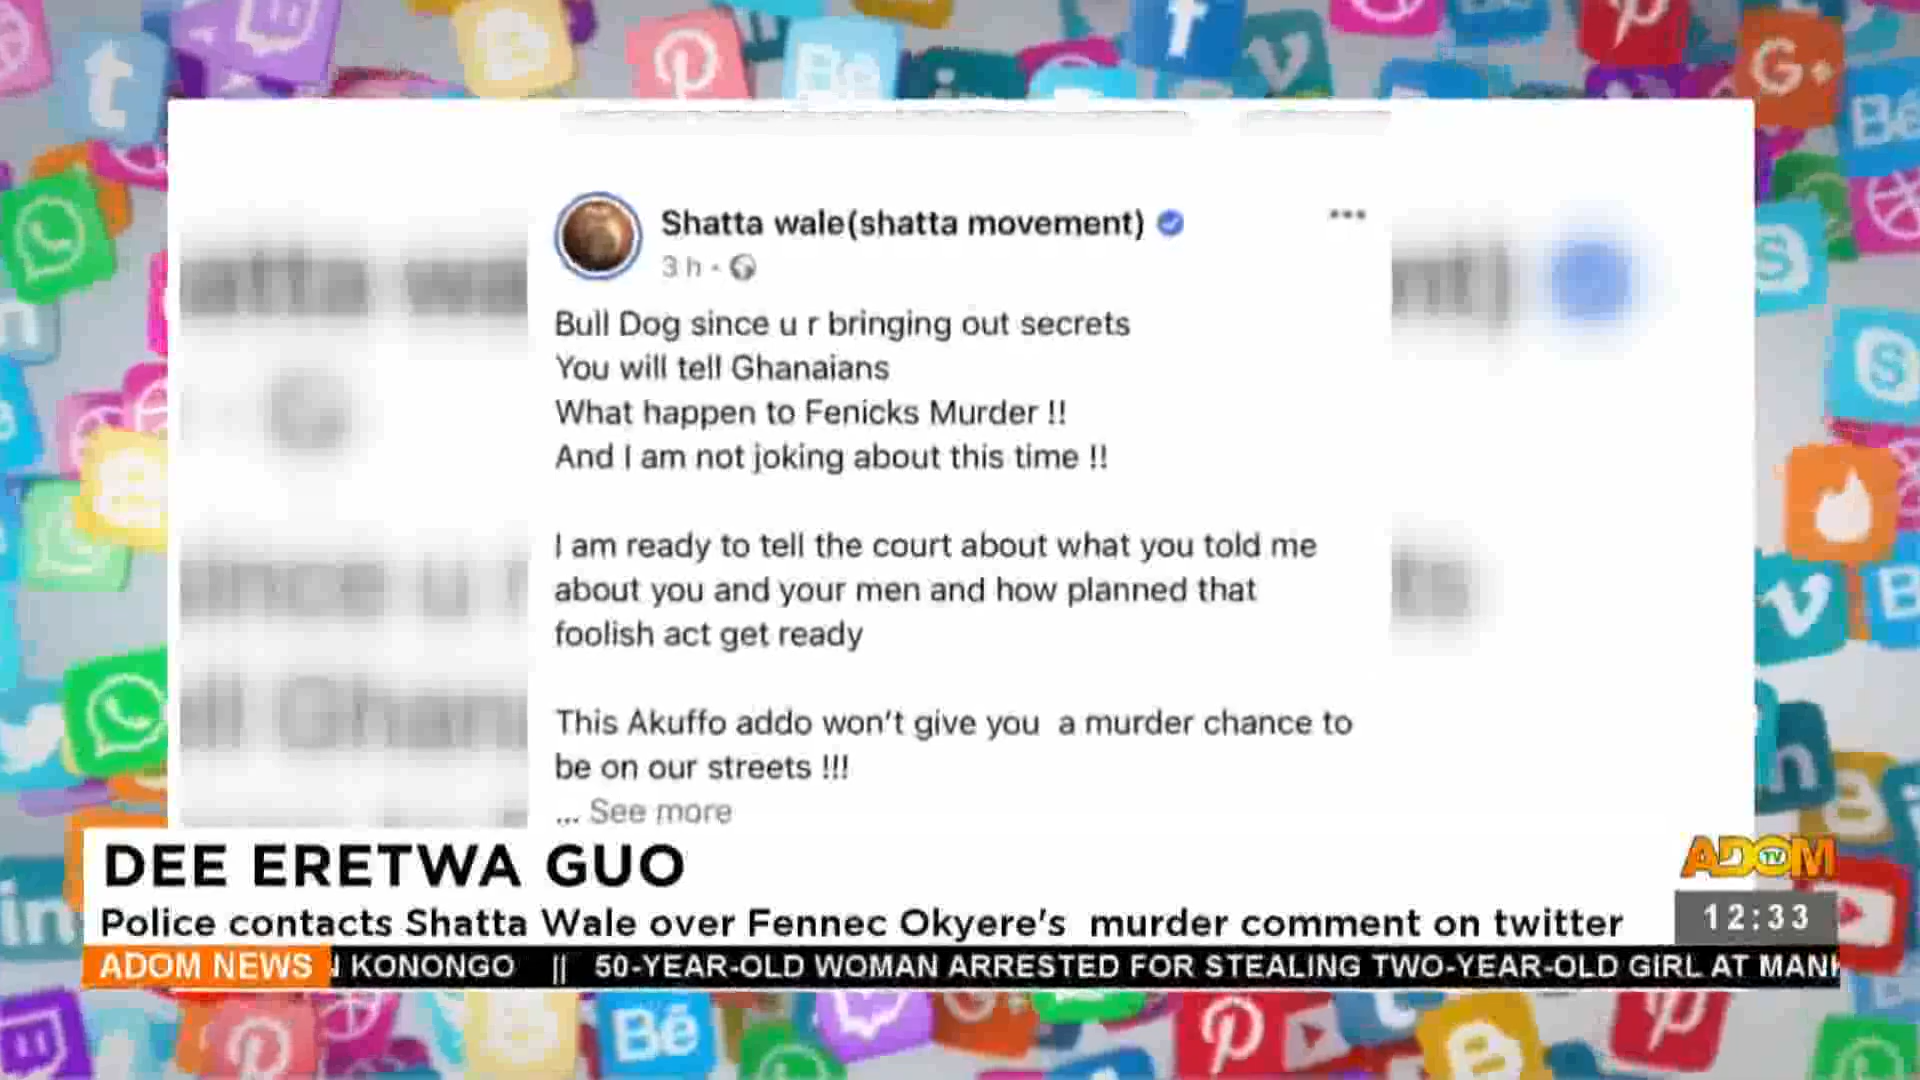 Shatta wale(shatta movement)
3 h
Bull Dog since u r bringing out secrets
You will tell Ghanaians
What happen to Fenicks Murder !!
And I am not joking about this time !!
I am ready to tell the court about what you told me
about you and your men and how planned that
foolish act get ready
This Akuffo addo won't give you a murder chance to
be on our streets !!!
... See more
DEE ERETWA GUO
ADOM TV
Police contacts Shatta Wale over Fennec Okyere's murder comment on twitter
12:33
ADOM NEWS KONONGO || 50-YEAR-OLD WOMAN ARRESTED FOR STEALING TWO-YEAR-OLD GIRL AT